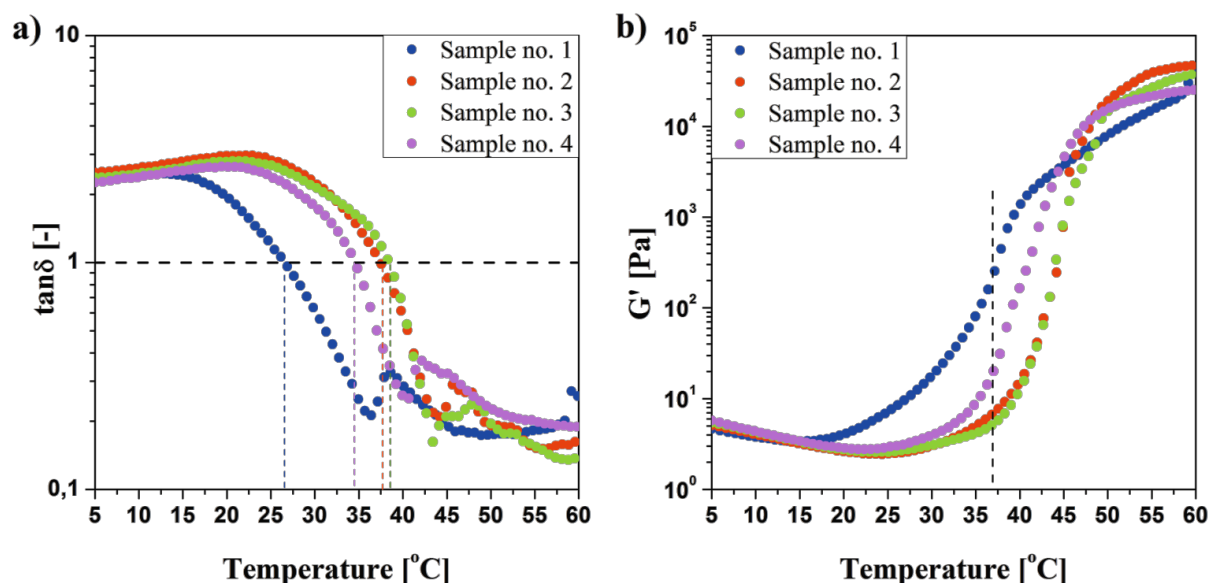 a)
10
1
0,1
tanδ [-]
Sample no. 1
Sample no. 2
Sample no. 3
Sample no. 4
5 10 15 20 25 30 35 40 45 50 55 60
Temperature [°C]
b)
10⁵
10⁴
10³
10²
10¹
10⁰
G' [Pa]
Sample no. 1
Sample no. 2
Sample no. 3
Sample no. 4
5 10 15 20 25 30 35 40 45 50 55 60
Temperature [°C]